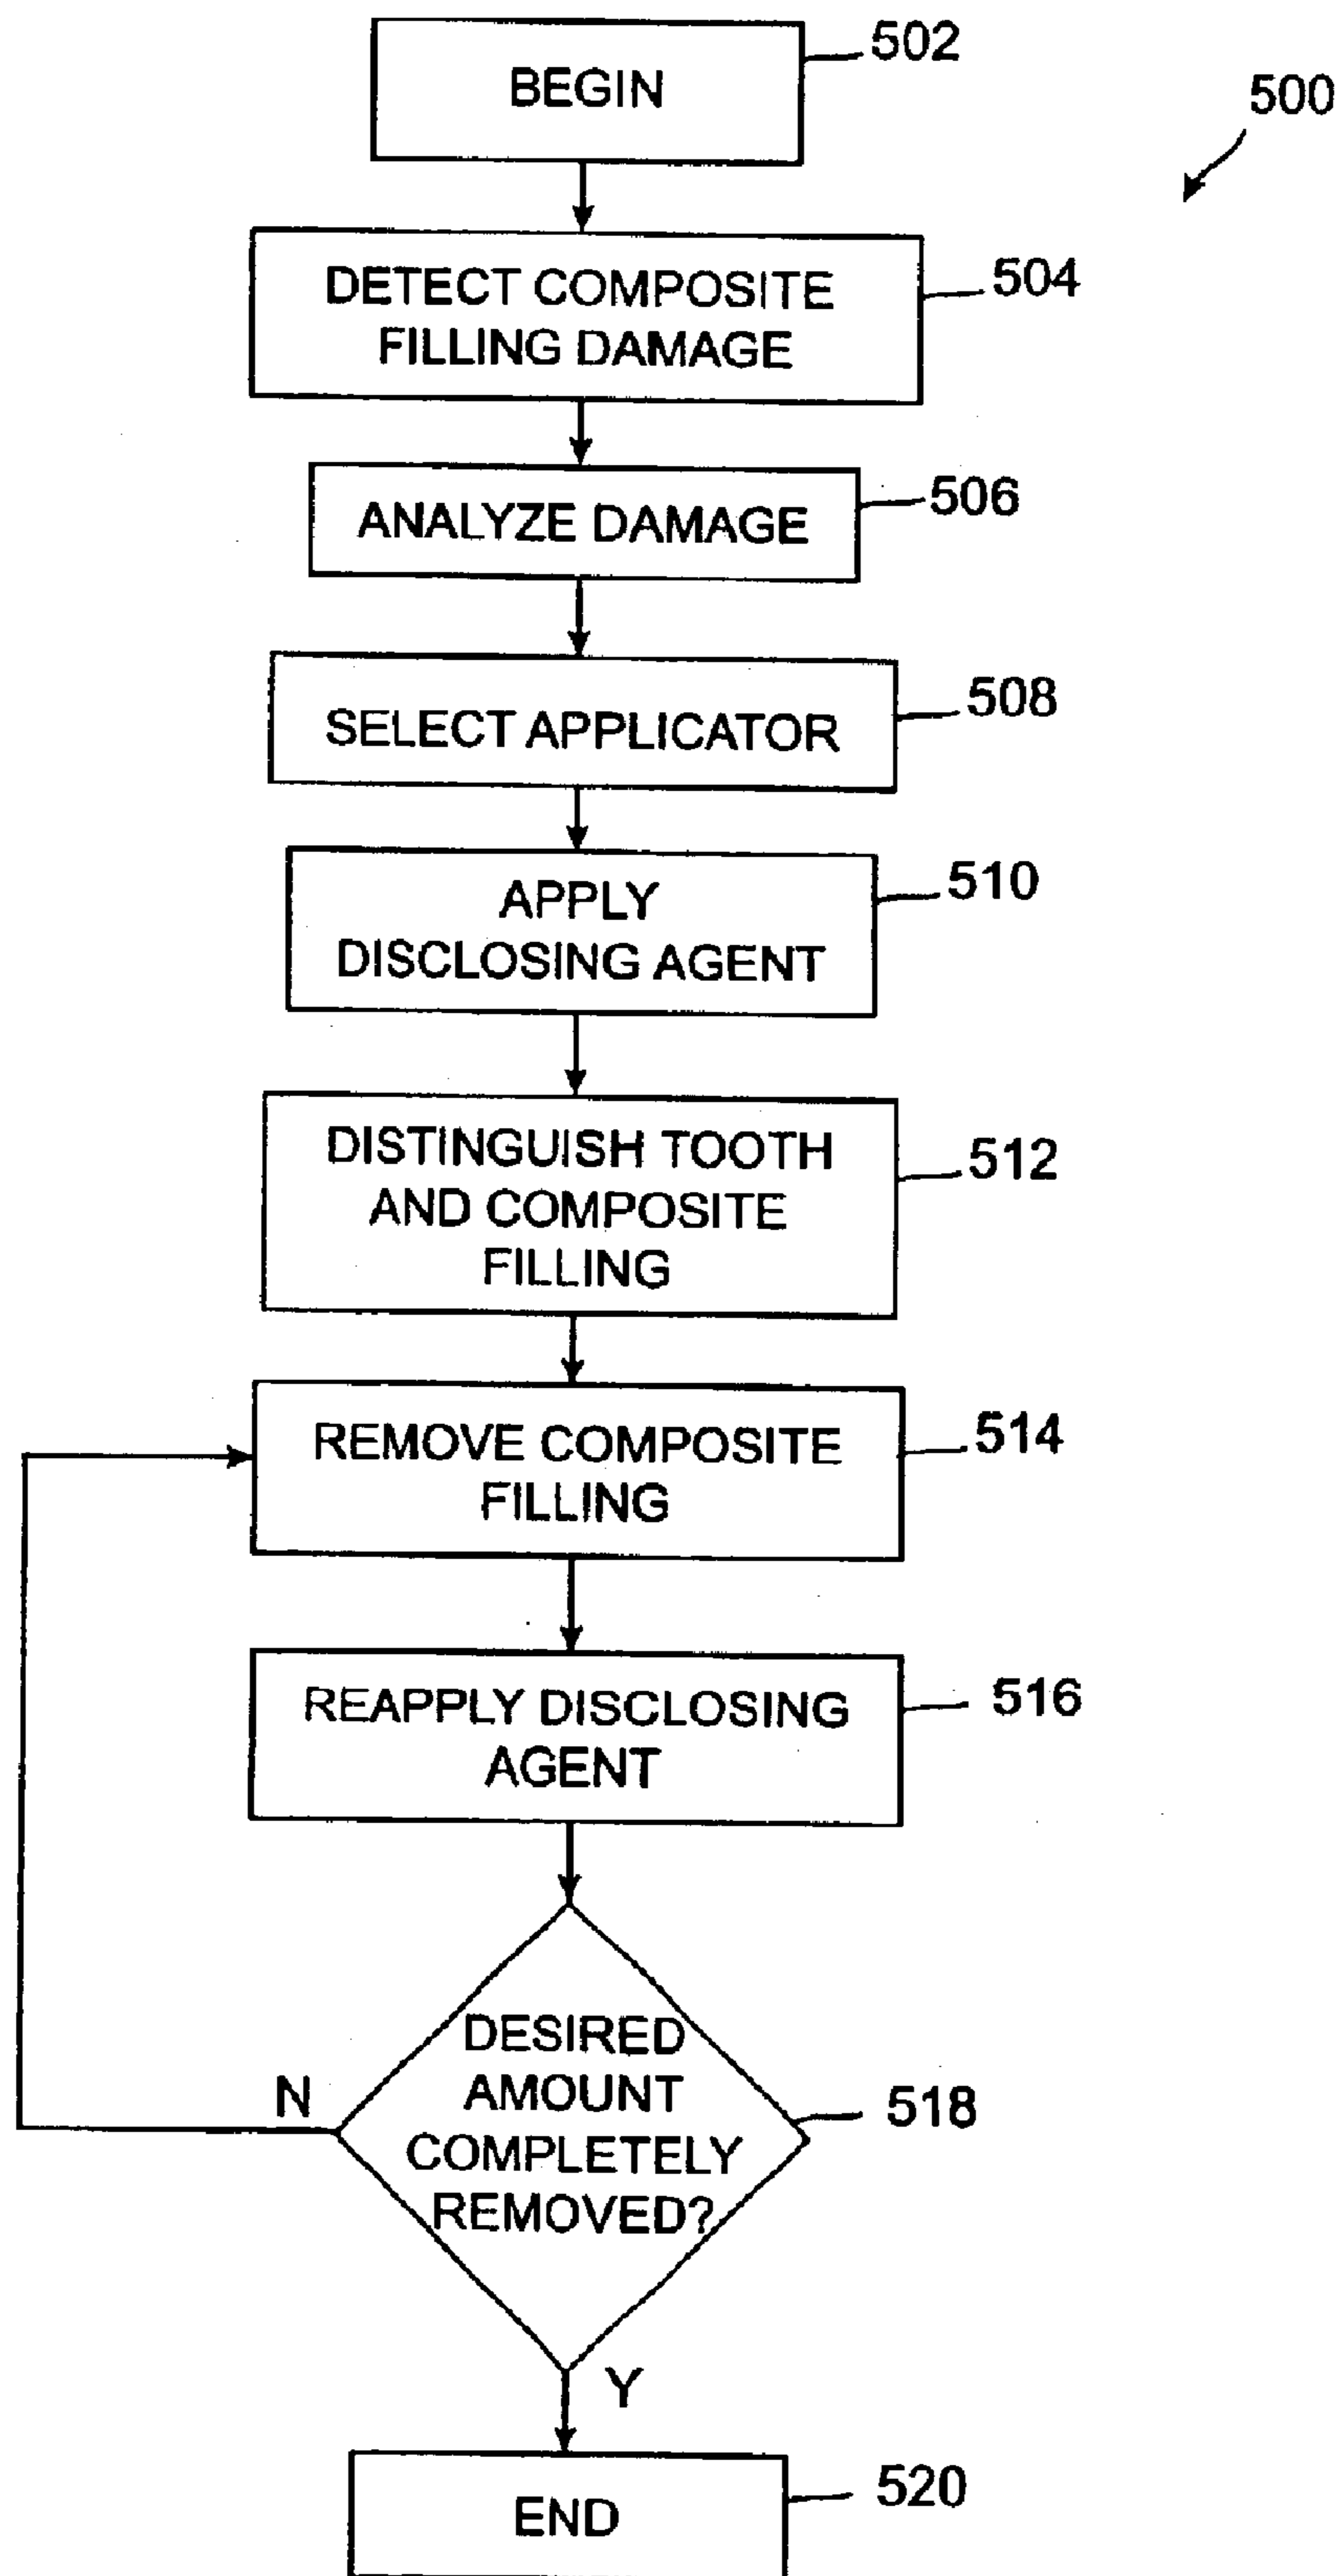 BEGIN
502
500
DETECT COMPOSITE
FILLING DAMAGE
504
ANALYZE DAMAGE
506
SELECT APPLICATOR
508
APPLY
DISCLOSING AGENT
510
DISTINGUISH TOOTH
AND COMPOSITE
FILLING
512
REMOVE COMPOSITE
FILLING
514
REAPPLY DISCLOSING
AGENT
516
DESIRED
AMOUNT
COMPLETELY
REMOVED?
518
N
Y
END
520